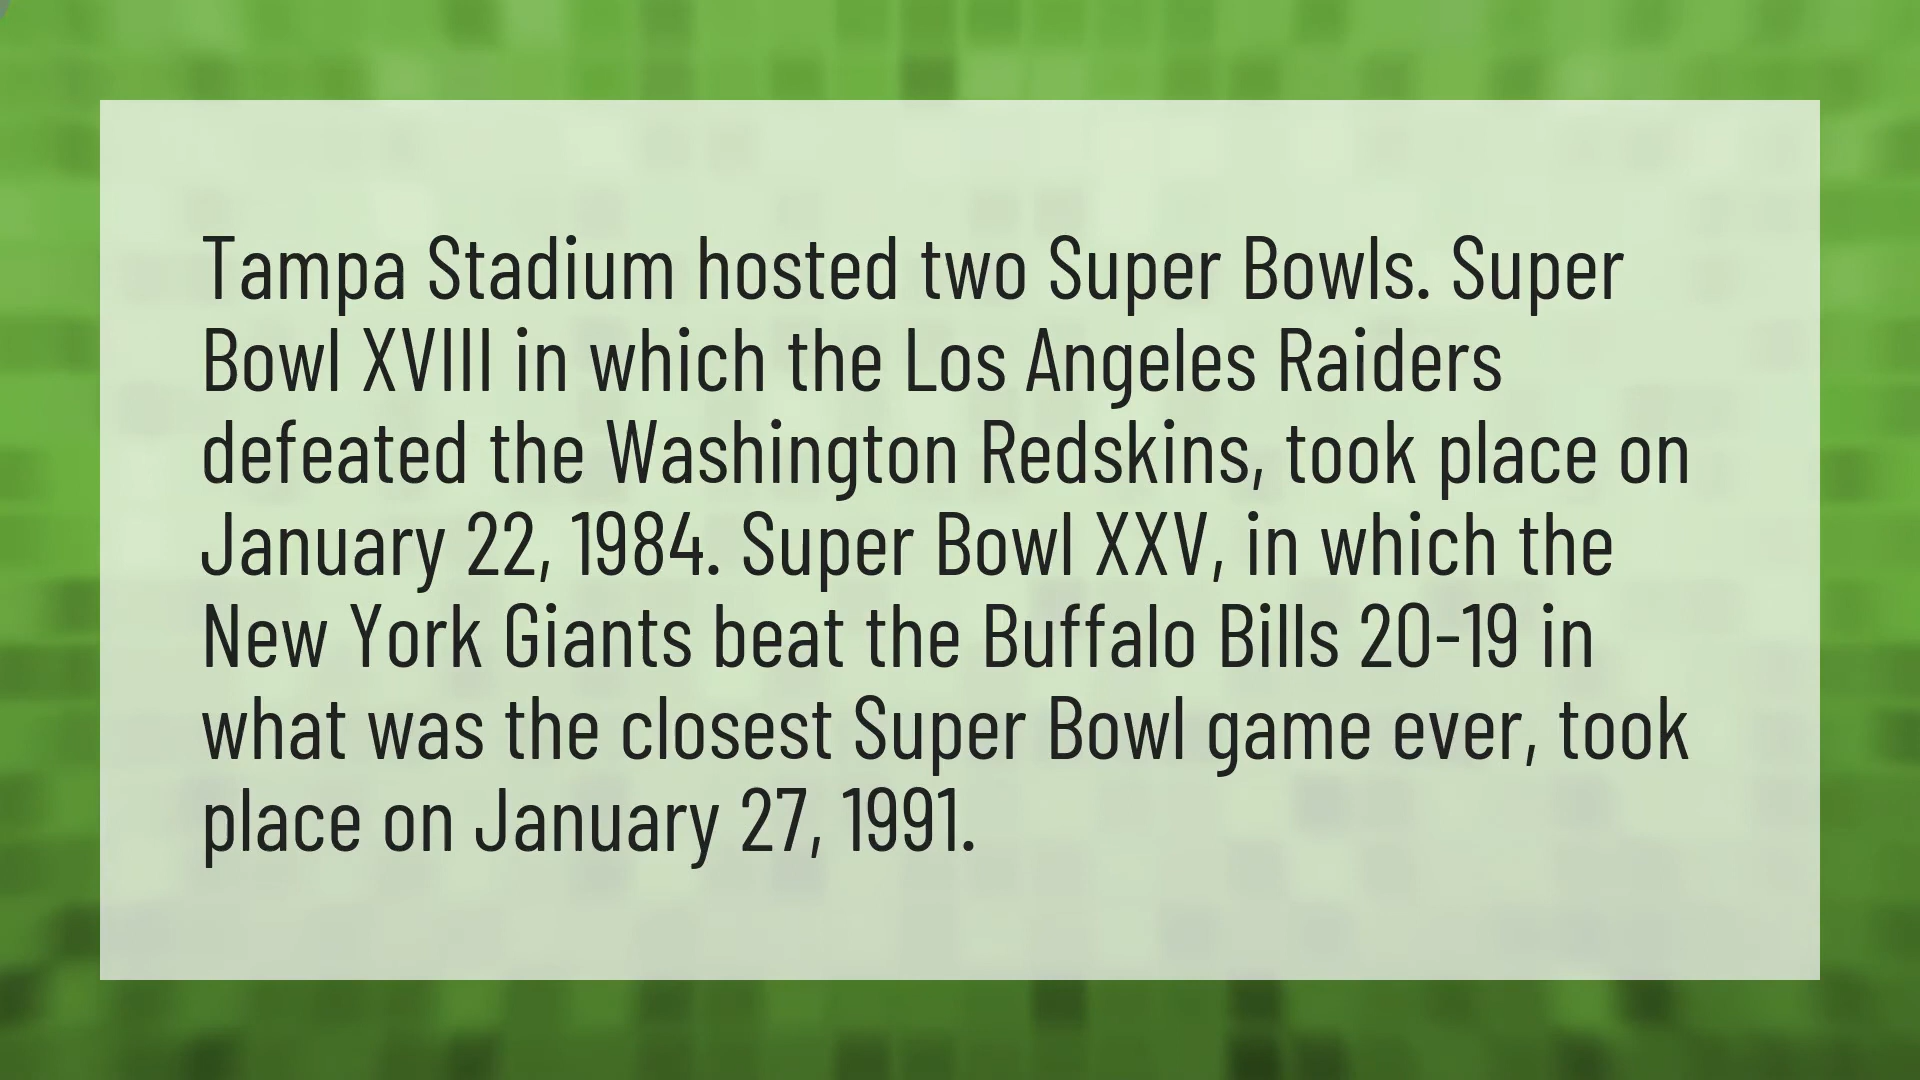 Tampa Stadium hosted two Super Bowls. Super
Bowl XVIII in which the Los Angeles Raiders
defeated the Washington Redskins, took place on
January 22, 1984. Super Bowl XXV, in which the
New York Giants beat the Buffalo Bills 20-19 in
what was the closest Super Bowl game ever, took
place on January 27, 1991.